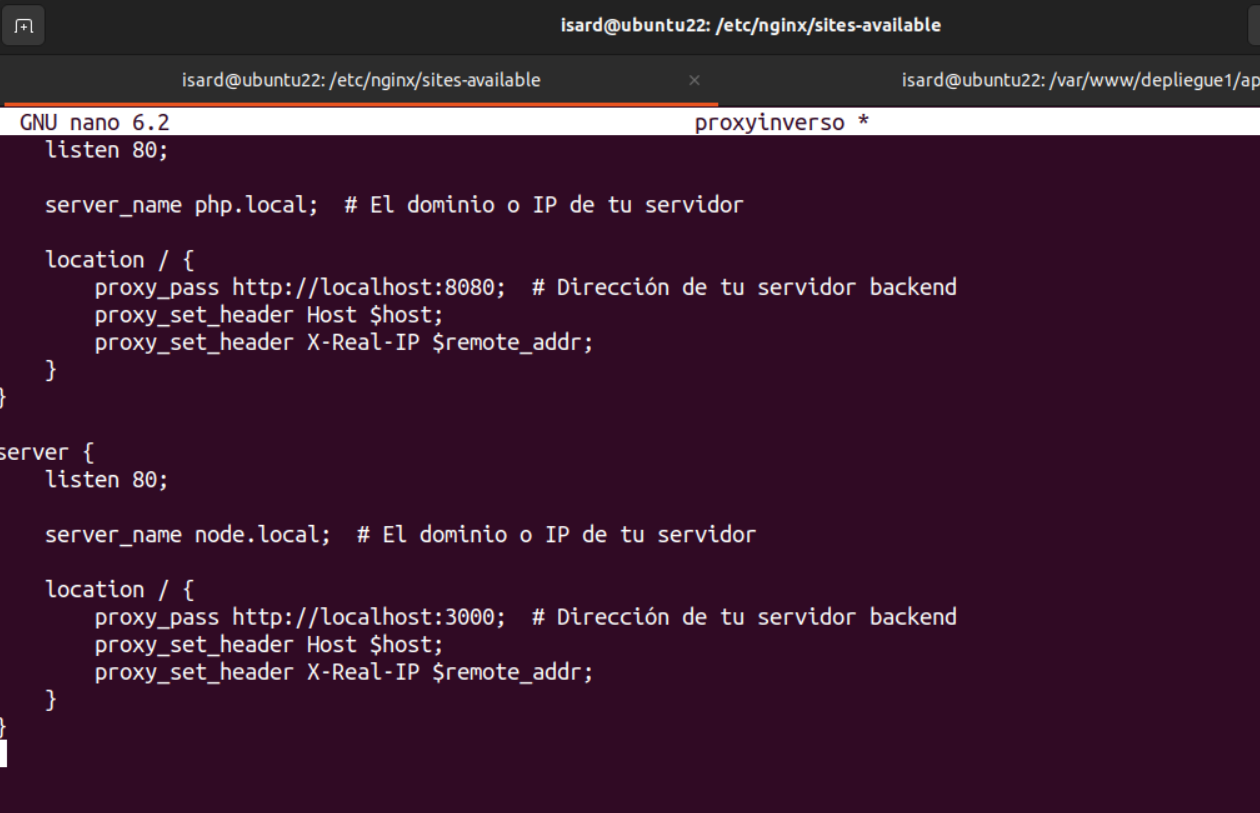 isard@ubuntu22: /etc/nginx/sites-available
isard@ubuntu22: /etc/nginx/sites-available × isard@ubuntu22: /var/www/depliegue1/ap
GNU nano 6.2 proxyinverso *
listen 80;
server_name php.local;  # El dominio o IP de tu servidor
location / {
proxy_pass http://localhost:8080;  # Dirección de tu servidor backend
proxy_set_header Host $host;
proxy_set_header X-Real-IP $remote_addr;
}
}
server {
listen 80;
server_name node.local;  # El dominio o IP de tu servidor
location / {
proxy_pass http://localhost:3000;  # Dirección de tu servidor backend
proxy_set_header Host $host;
proxy_set_header X-Real-IP $remote_addr;
}
}